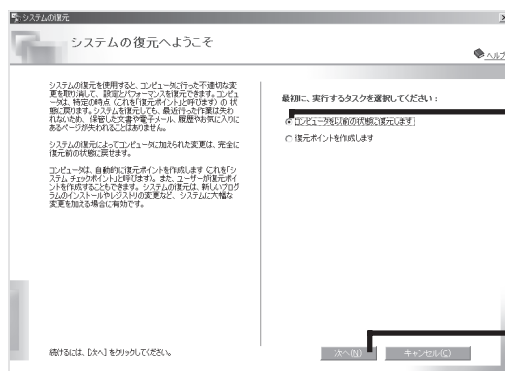 システムの復元
システムの復元へようこそ
ヘルプ
システムの復元を使用すると、コンピュータに行った不適切な変
更を取り消して、設定とパフォーマンスを復元できます。コンピュ
ータは、特定の時点 (これを「復元ポイント」と呼びます) の 状
態に戻ります。システムを復元しても、最近行った作業は失わ
れないため、保管した文書や電子メール、履歴やお気に入りに
あるページが失われることはありません。
システムの復元によってコンピュータに加えられた変更は、完全に
復元前の状態に戻せます。
コンピュータは、自動的に復元ポイントを作成します (これを「シ
ステム チェックポイント」と呼びます)。また、ユーザーが復元ポイ
ントを作成することもできます。システムの復元は、新しいプログ
ラムのインストールやレジストリの変更など、システムに大幅な
変更を加える場合に有効です。
最初に、実行するタスクを選択してください :
コンピュータを以前の状態に復元します
復元ポイントを作成します
続けるには、[次へ] をクリックしてください。
次へ(N)
キャンセル(C)